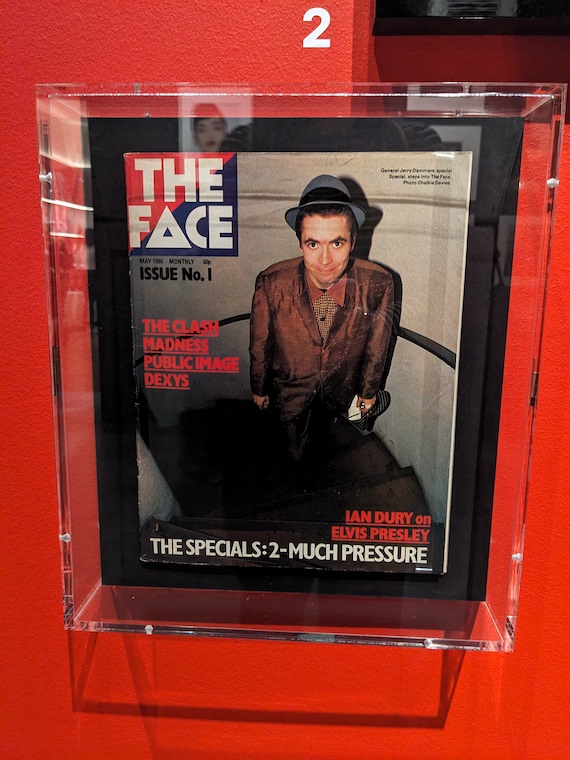 2
THE
FACE
MAY 1980 MONTHLY 60p
ISSUE No. 1
General Jerry Dammers, special
Special, steps into The Face.
Photo Chalkie Davies.
THE CLASH
MADNESS
PUBLIC IMAGE
DEXYS
IAN DURY on
ELVIS PRESLEY
THE SPECIALS: 2-MUCH PRESSURE